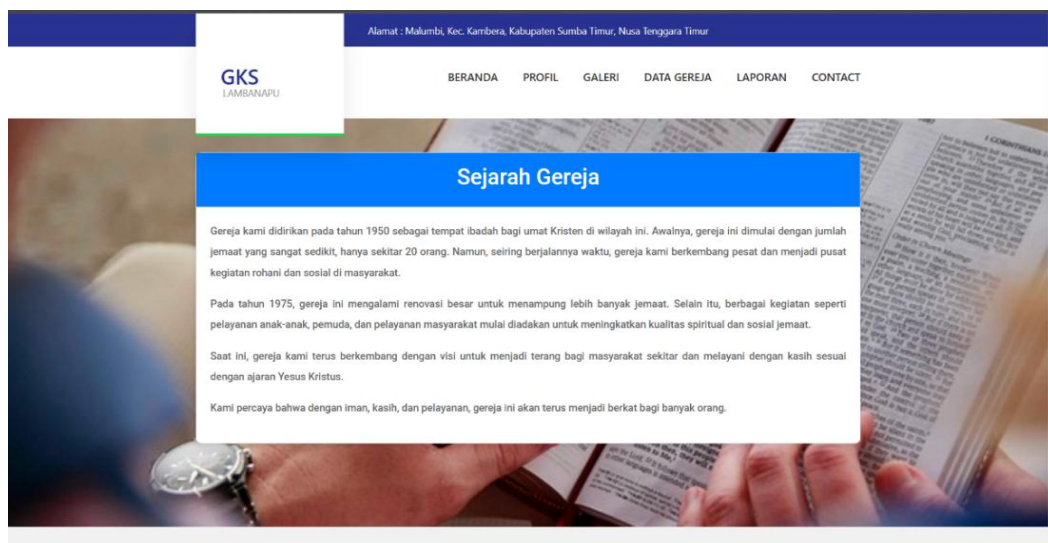 Alamat : Malumbi, Kec. Kambera, Kabupaten Sumba Timur, Nusa Tenggara Timur
GKS
LAMBANAPU
BERANDA PROFIL GALERI DATA GEREJA LAPORAN CONTACT
1 CORINTHIANS
Sejarah Gereja
Gereja kami didirikan pada tahun 1950 sebagai tempat ibadah bagi umat Kristen di wilayah ini. Awalnya, gereja ini dimulai dengan jumlah
jemaat yang sangat sedikit, hanya sekitar 20 orang. Namun, seiring berjalannya waktu, gereja kami berkembang pesat dan menjadi pusat
kegiatan rohani dan sosial di masyarakat.
Pada tahun 1975, gereja ini mengalami renovasi besar untuk menampung lebih banyak jemaat. Selain itu, berbagai kegiatan seperti
pelayanan anak-anak, pemuda, dan pelayanan masyarakat mulai diadakan untuk meningkatkan kualitas spiritual dan sosial jemaat.
Saat ini, gereja kami terus berkembang dengan visi untuk menjadi terang bagi masyarakat sekitar dan melayani dengan kasih sesuai
dengan ajaran Yesus Kristus.
Kami percaya bahwa dengan iman, kasih, dan pelayanan, gereja ini akan terus menjadi berkat bagi banyak orang.